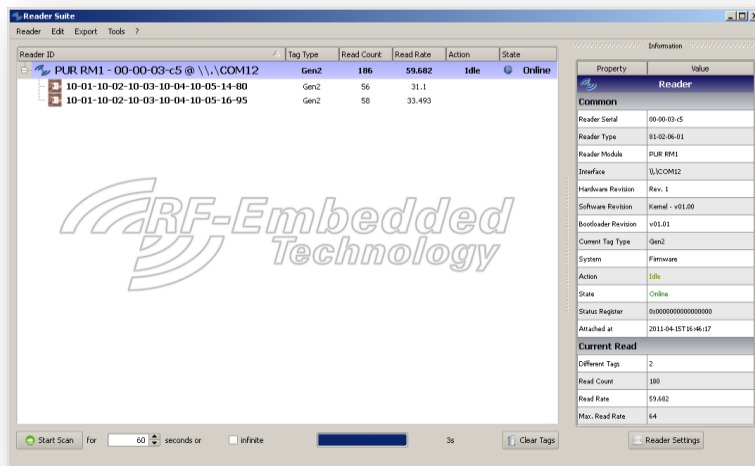 Reader Suite
Reader Edit Export Tools ?
Reader ID Tag Type Read Count Read Rate Action State
PUR RM1 - 00-00-03-c5 @ \\.\COM12 Gen2 186 59.682 Idle Online
10-01-10-02-10-03-10-04-10-05-14-80 Gen2 56 31.1
10-01-10-02-10-03-10-04-10-05-16-95 Gen2 58 33.493
RF-Embedded
Technology
Start Scan for 60 seconds or infinite 3s Clear Tags
Information
Property Value
Reader
Common
Reader Serial 00-00-03-c5
Reader Type 81-02-06-01
Reader Module PUR RM1
Interface \\.\COM12
Hardware Revision Rev. 1
Software Revision Kernel - v01.00
Bootloader Revision v01.01
Current Tag Type Gen2
System Firmware
Action Idle
State Online
Status Register 0x0000000000000000
Attached at 2011-04-15T16:46:17
Current Read
Different Tags 2
Read Count 180
Read Rate 59.682
Max. Read Rate 64
Reader Settings